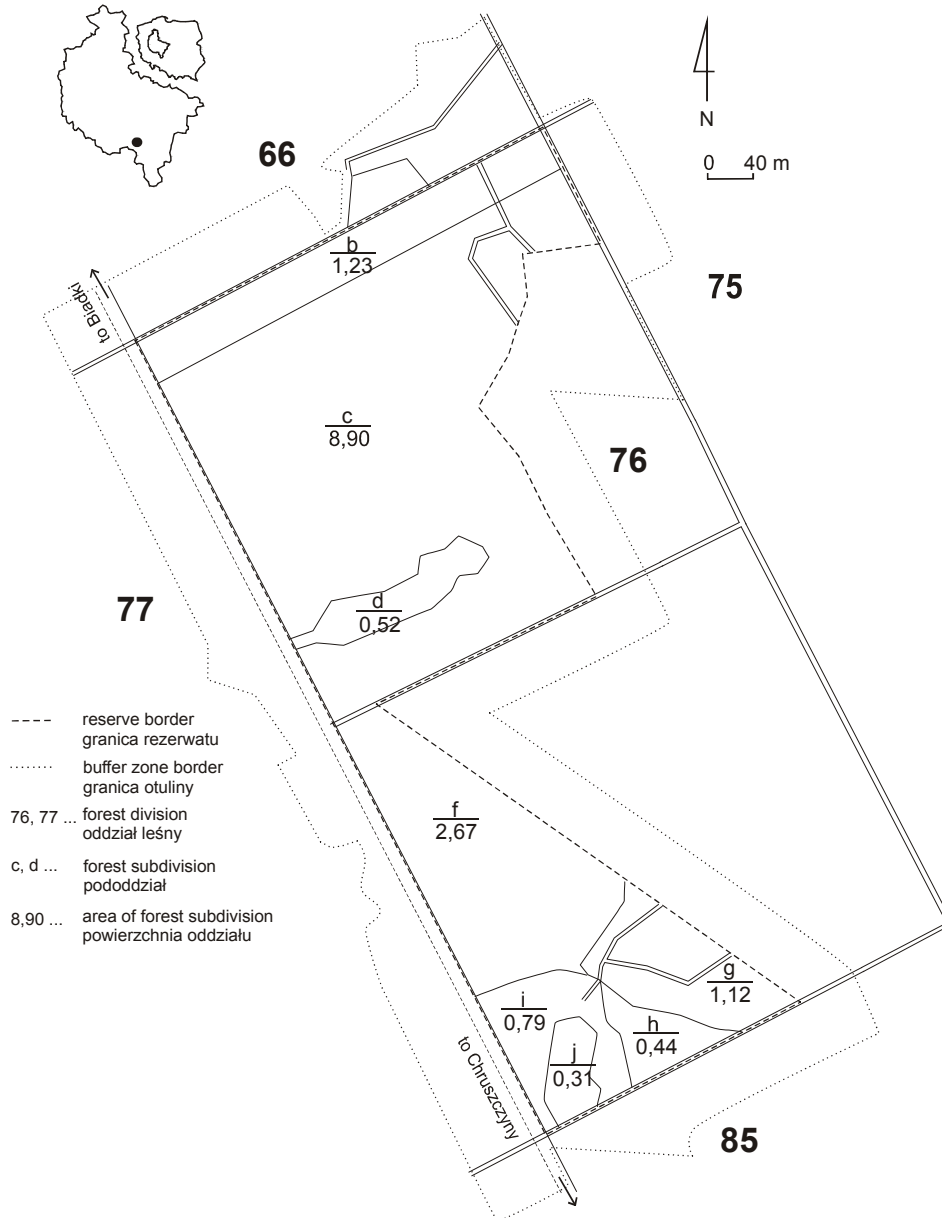 66
N
0 40 m
b
1,23
75
to Biadki
c
8,90
76
77
d
0,52
reserve border
granica rezerwatu
buffer zone border
granica otuliny
76, 77 ... forest division
oddział leśny
c, d ... forest subdivision
pododdział
8,90 ... area of forest subdivision
powierzchnia oddziału
f
2,67
g
1,12
i
0,79
h
0,44
j
0,31
to Chruszczyny
85